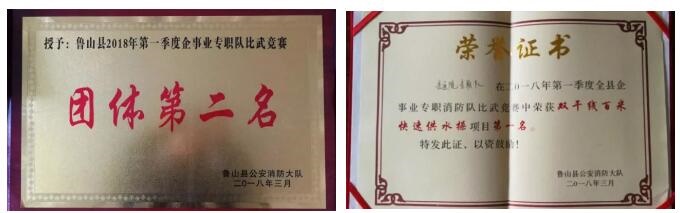 授予：鲁山县2018年第一季度企事业专职队比武竞赛
团体第二名
鲁山县公安消防大队
二〇一八年三月
荣誉证书
在二〇一八年第一季度全县企
事业专职消防队比武竞赛中荣获双干线百米
快速供水操项目第一名。
特发此证、以资鼓励！
鲁山县公安消防大队
二〇一八年三月